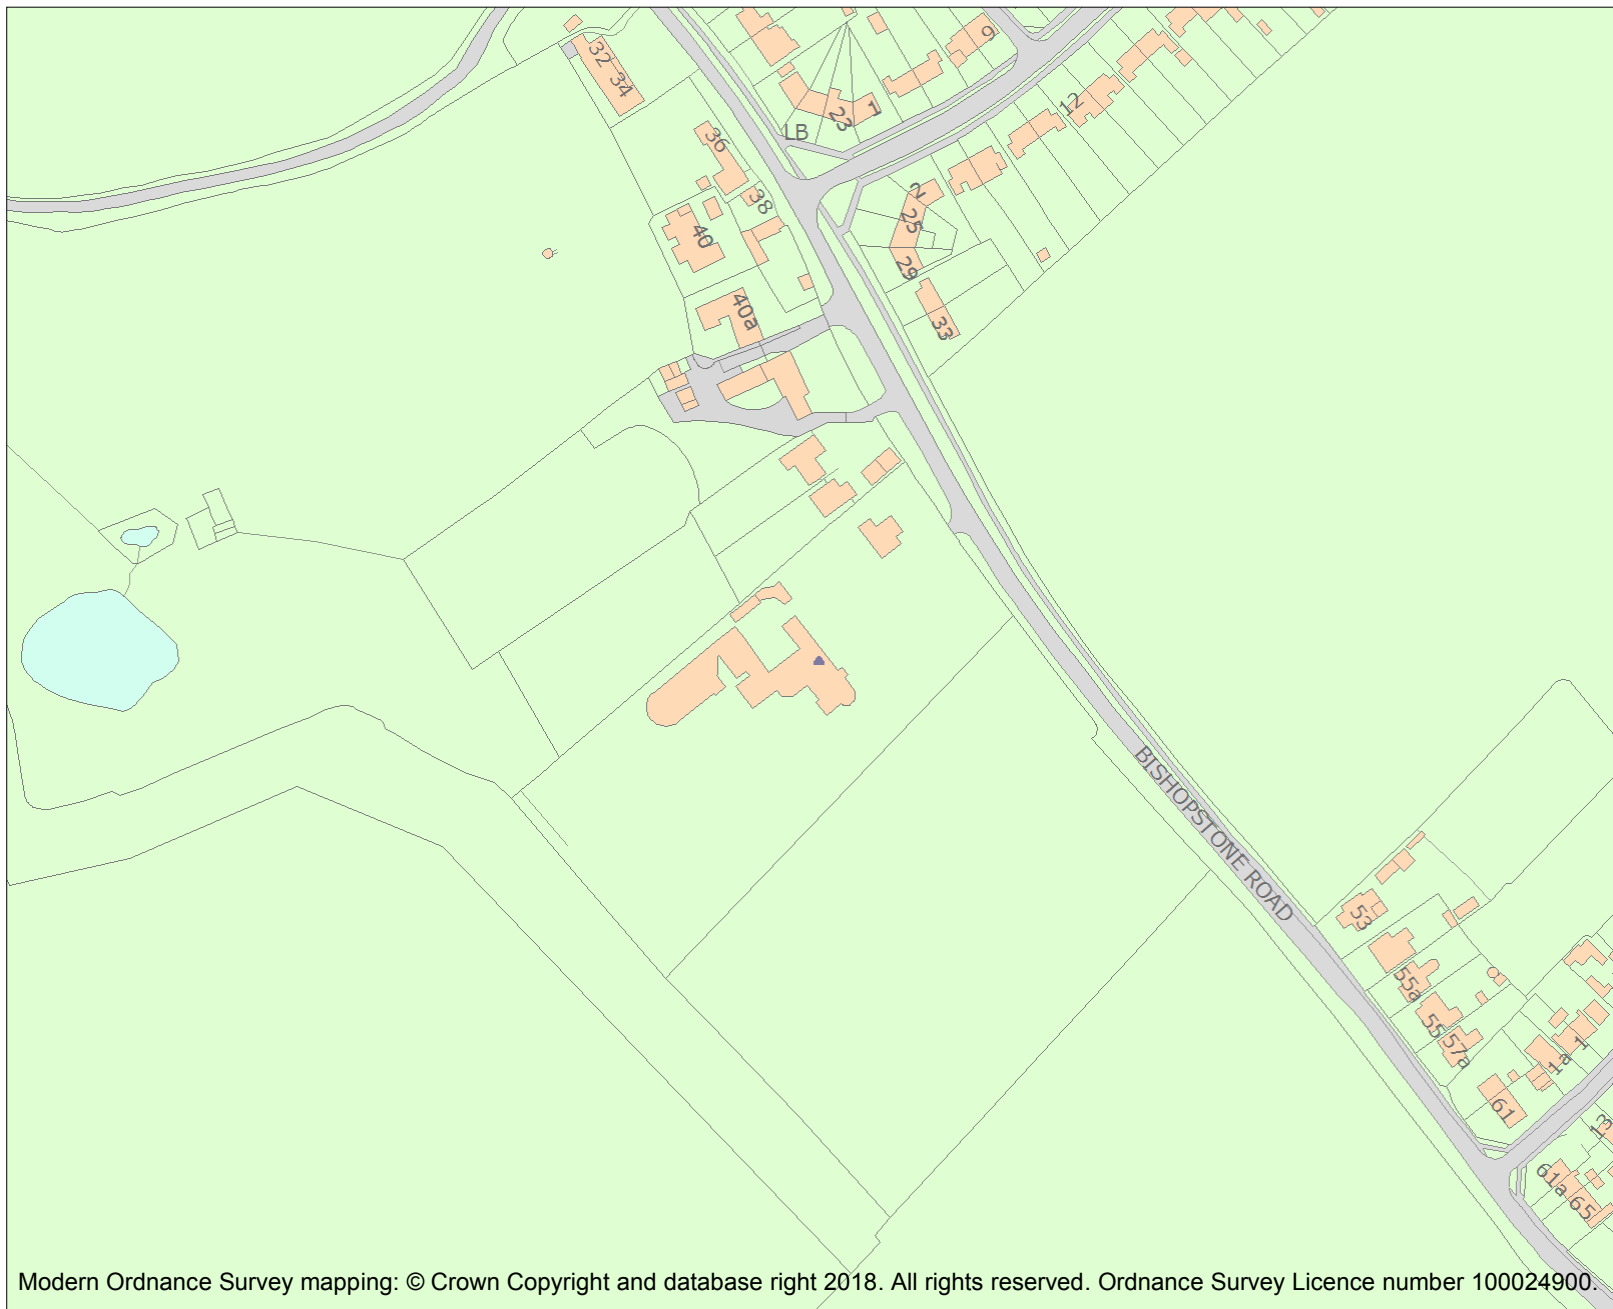 32
34
9
36
23
1
LB
12
38
2
25
40
29
40a
33
BISHOPSTONE ROAD
53
55a
55
57a
1a
1
61
13
61a
65
Modern Ordnance Survey mapping: © Crown Copyright and database right 2018. All rights reserved. Ordnance Survey Licence number 100024900.